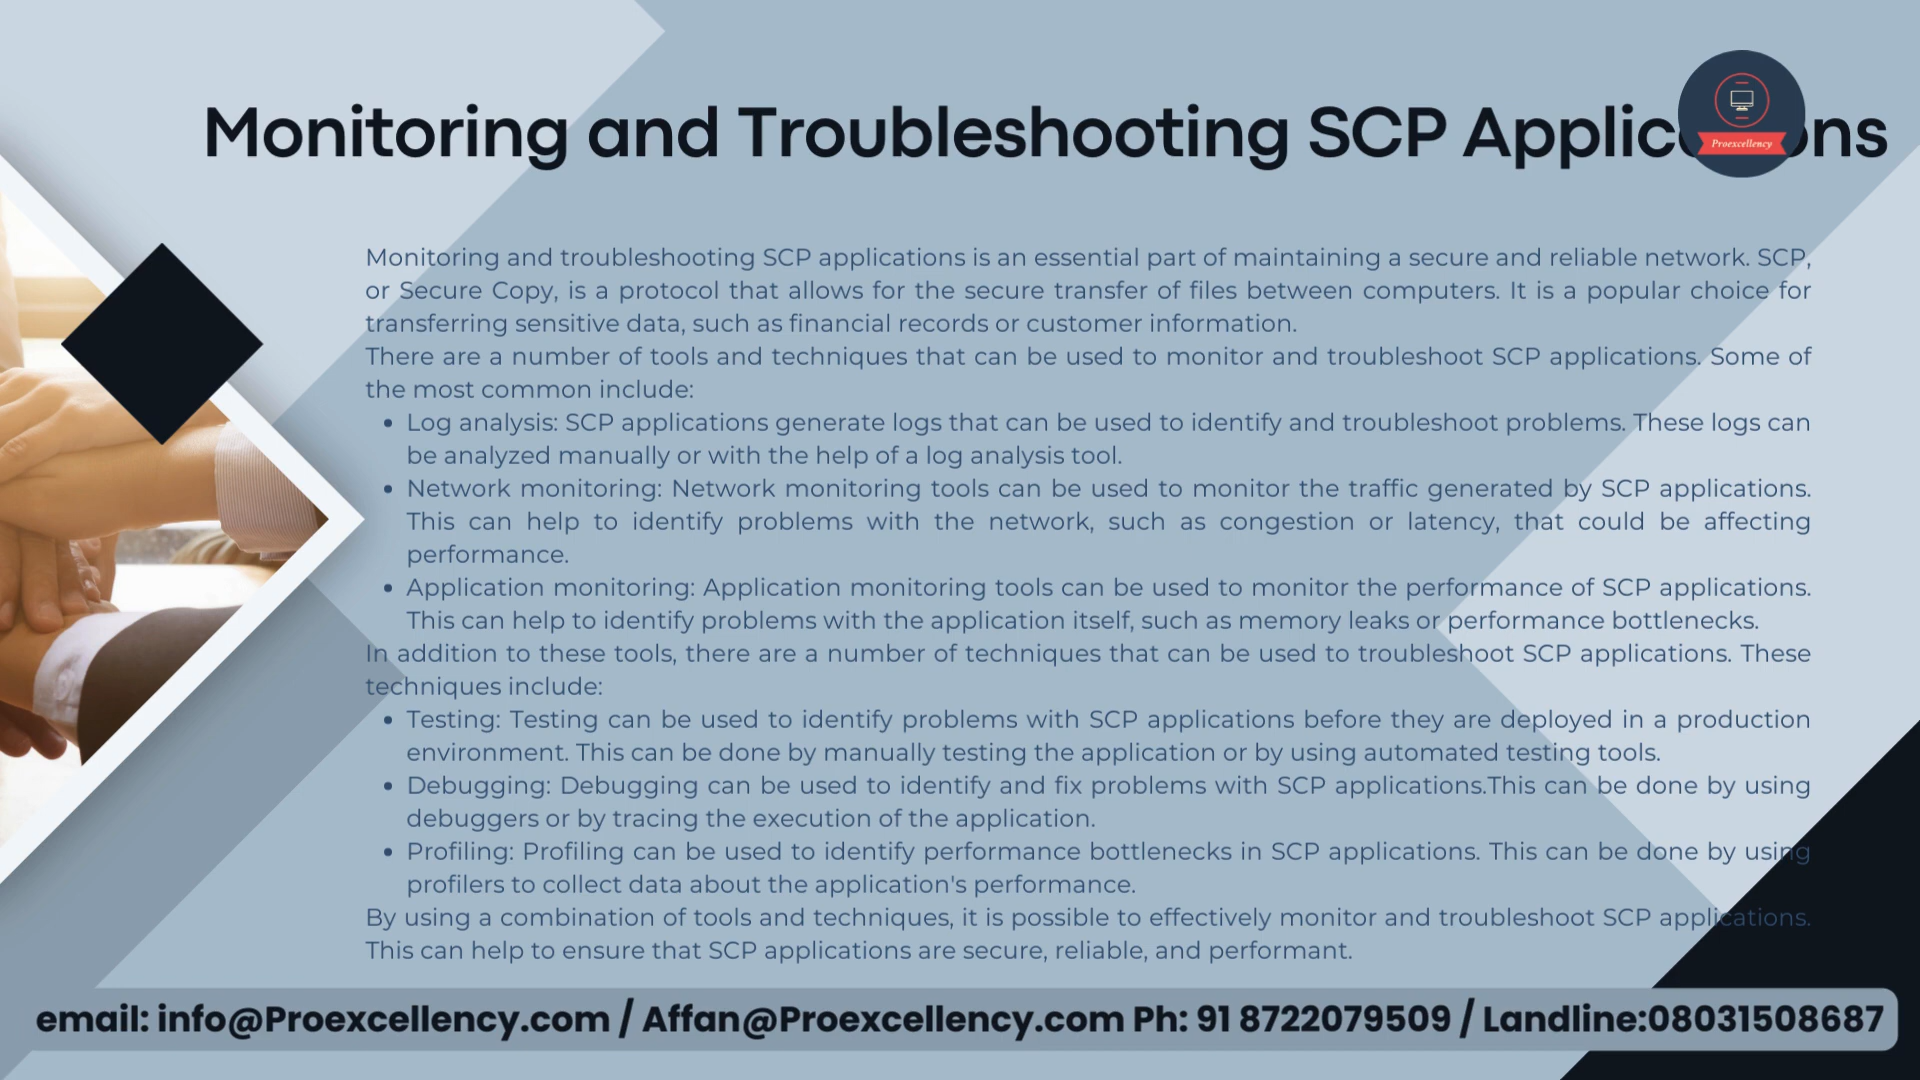 Monitoring and Troubleshooting SCP Applic ns
Proexcellency
Monitoring and troubleshooting SCP applications is an essential part of maintaining a secure and reliable network. SCP,
or Secure Copy, is a protocol that allows for the secure transfer of files between computers. It is a popular choice for
transferring sensitive data, such as financial records or customer information.
There are a number of tools and techniques that can be used to monitor and troubleshoot SCP applications. Some of
the most common include:
• Log analysis: SCP applications generate logs that can be used to identify and troubleshoot problems. These logs can
be analyzed manually or with the help of a log analysis tool.
• Network monitoring: Network monitoring tools can be used to monitor the traffic generated by SCP applications.
This can help to identify problems with the network, such as congestion or latency, that could be affecting
performance.
• Application monitoring: Application monitoring tools can be used to monitor the performance of SCP applications.
This can help to identify problems with the application itself, such as memory leaks or performance bottlenecks.
In addition to these tools, there are a number of techniques that can be used to troubleshoot SCP applications. These
techniques include:
• Testing: Testing can be used to identify problems with SCP applications before they are deployed in a production
environment. This can be done by manually testing the application or by using automated testing tools.
• Debugging: Debugging can be used to identify and fix problems with SCP applications.This can be done by using
debuggers or by tracing the execution of the application.
• Profiling: Profiling can be used to identify performance bottlenecks in SCP applications. This can be done by using
profilers to collect data about the application's performance.
By using a combination of tools and techniques, it is possible to effectively monitor and troubleshoot SCP applications.
This can help to ensure that SCP applications are secure, reliable, and performant.
email: info@Proexcellency.com / Affan@Proexcellency.com Ph: 91 8722079509 / Landline:08031508687